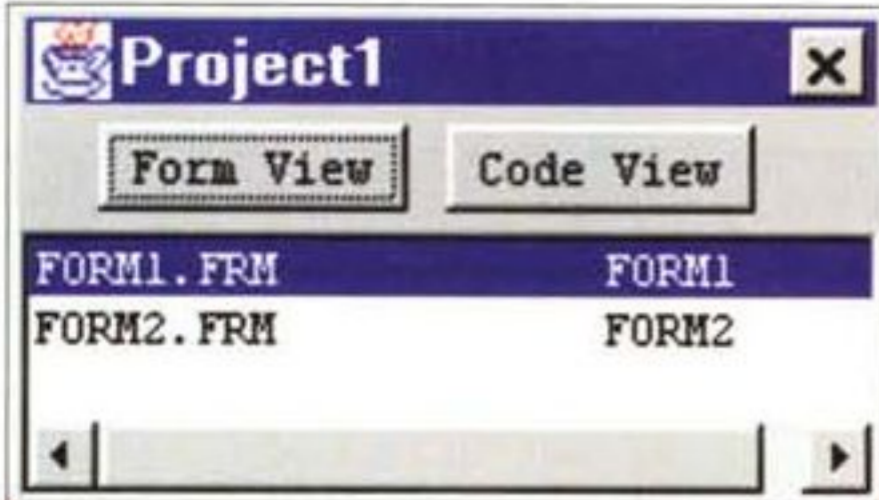 Project1
Form View Code View
FORM1.FRM FORM1
FORM2.FRM FORM2